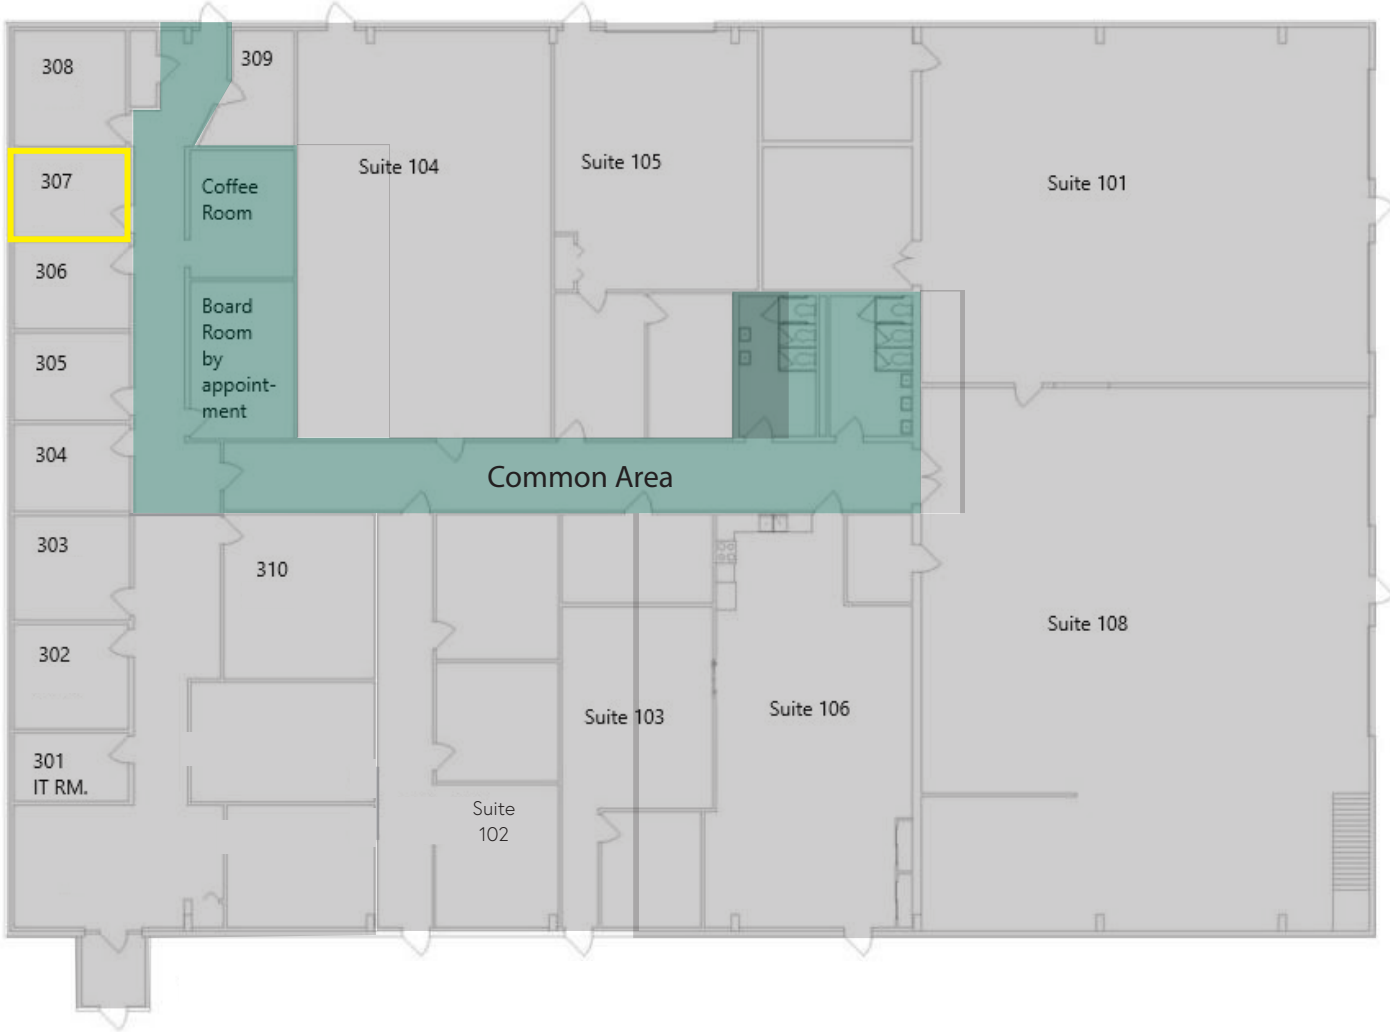 308
309
307
Coffee
Room
Suite 104
Suite 105
Suite 101
306
Board
Room
by
appoint-
ment
305
304
Common Area
303
310
302
Suite 108
Suite 103
Suite 106
301
IT RM.
Suite
102